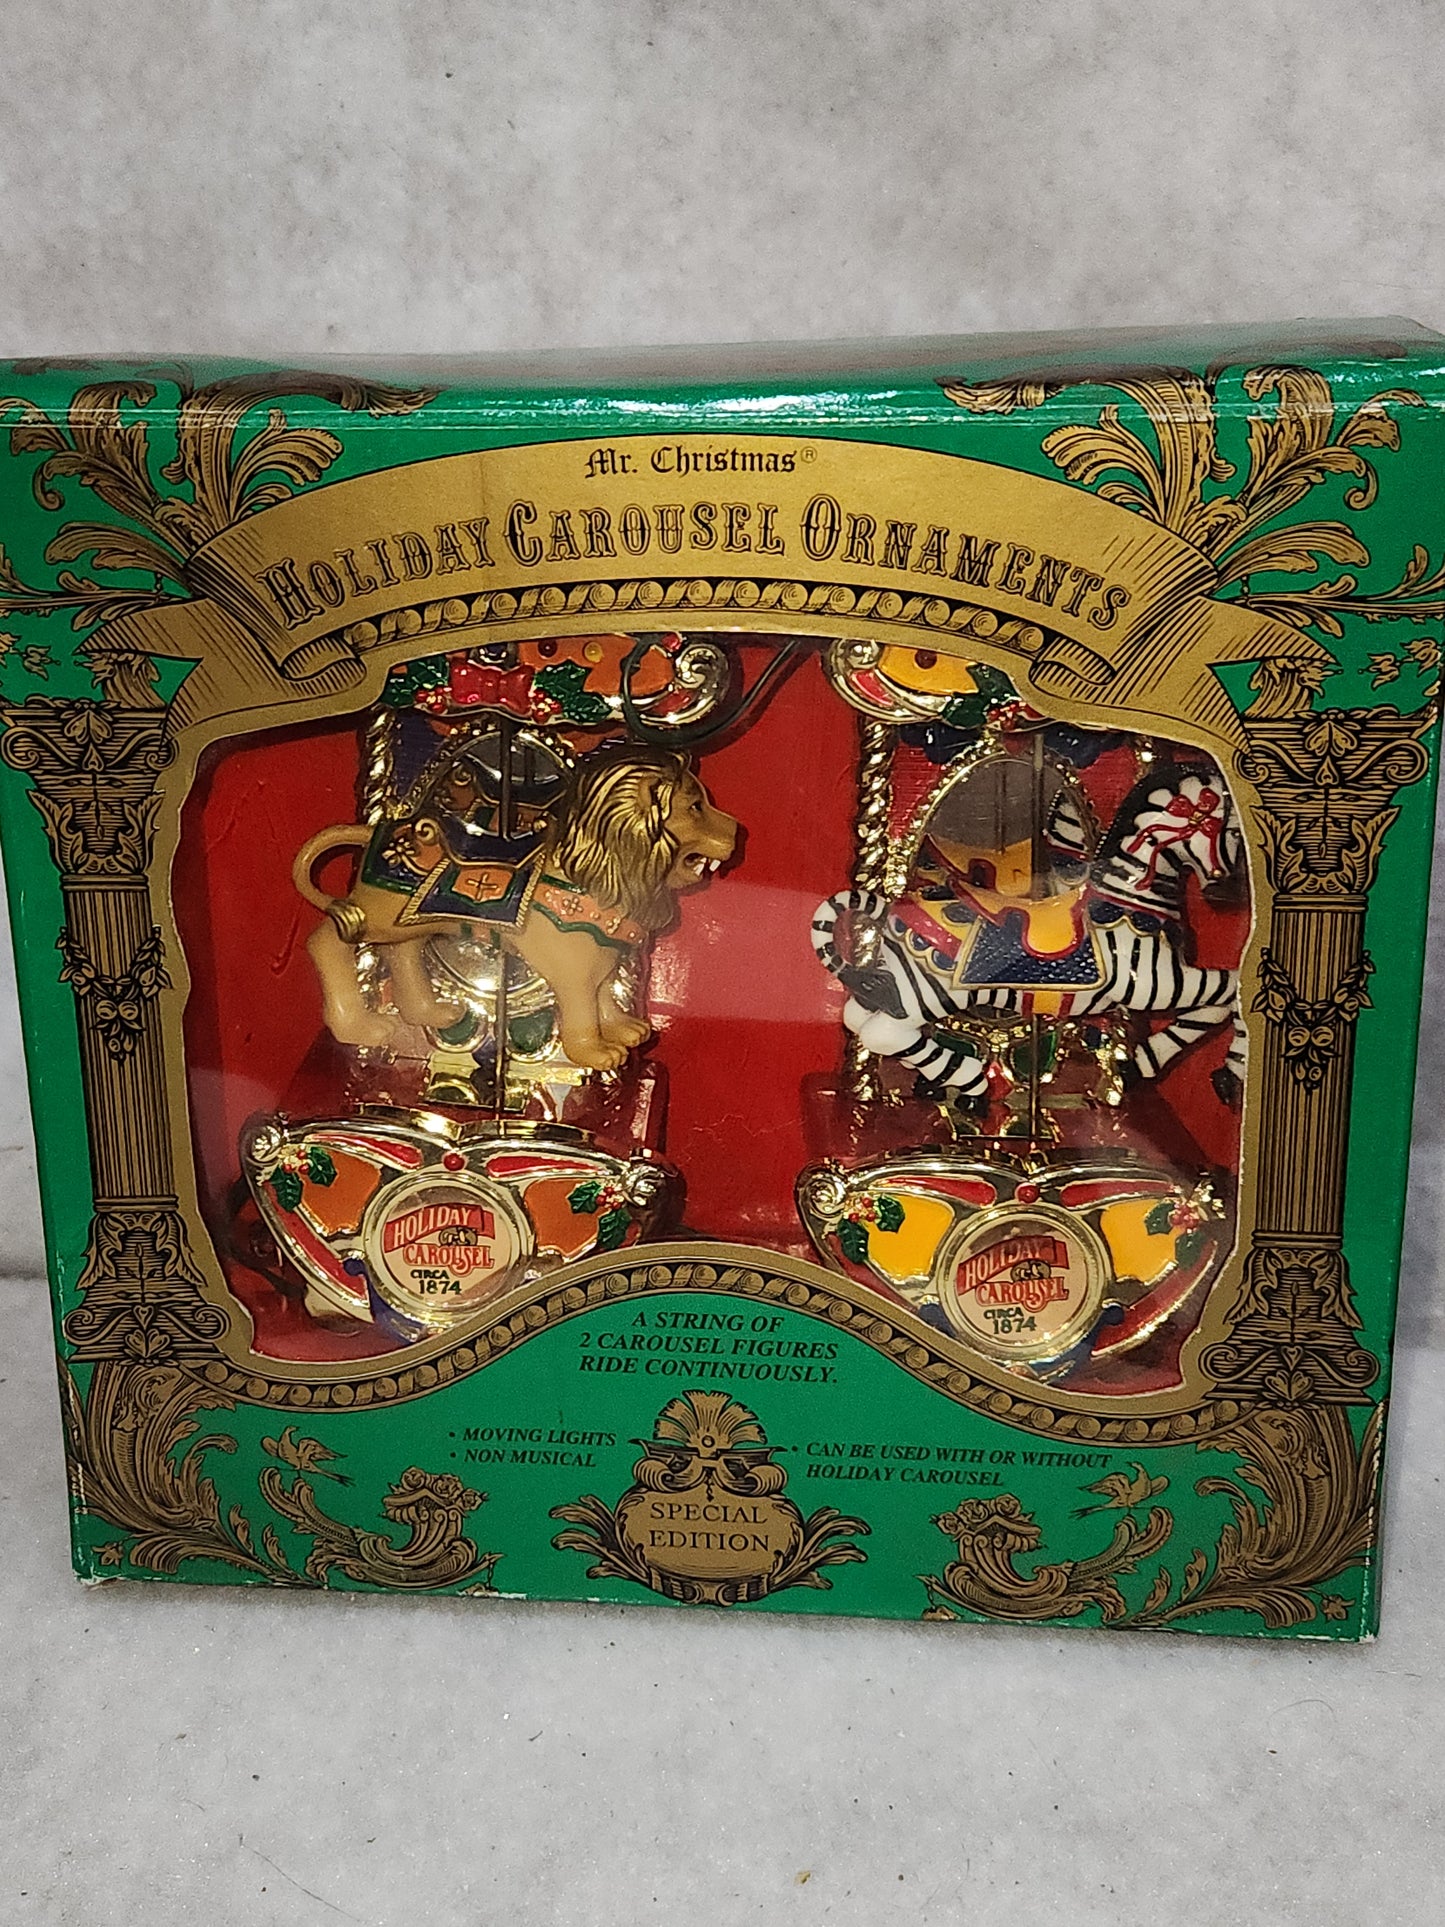 Mr. Christmas®
HOLIDAY CAROUSEL ORNAMENTS
HOLIDAY
CAROUSEL
CIRCA
1874
HOLIDAY
CAROUSEL
CIRCA
1874
A STRING OF
2 CAROUSEL FIGURES
RIDE CONTINUOUSLY.
• MOVING LIGHTS
• NON MUSICAL
• CAN BE USED WITH OR WITHOUT
HOLIDAY CAROUSEL
SPECIAL
EDITION